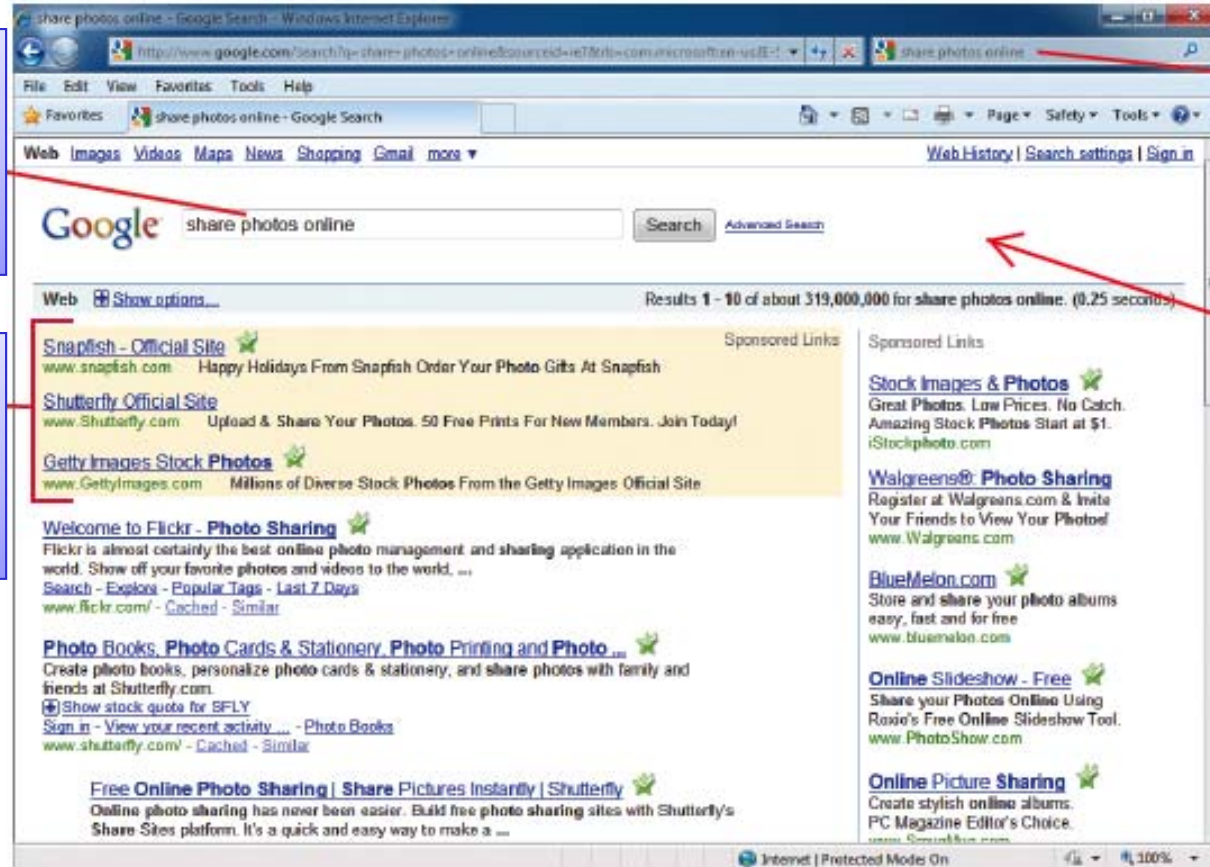 share photos online - Google Search - Windows Internet Explorer
http://www.google.com/search?q=share+photos+online&sourceid=ie7&rls=com.microsoft:en-us:IE-S
share photos online
File Edit View Favorites Tools Help
Favorites share photos online - Google Search
Page Safety Tools
Web Images Videos Maps News Shopping Gmail more ▼
Web History | Search settings | Sign in
Google share photos online Search Advanced Search
Web Show options...
Results 1 - 10 of about 319,000,000 for share photos online. (0.25 seconds)
Sponsored Links
Snapfish - Official Site
www.snapfish.com Happy Holidays From Snapfish Order Your Photo Gifts At Snapfish
Shutterfly Official Site
www.Shutterfly.com Upload & Share Your Photos. 50 Free Prints For New Members. Join Today!
Getty Images Stock Photos
www.GettyImages.com Millions of Diverse Stock Photos From the Getty Images Official Site
Welcome to Flickr - Photo Sharing
Flickr is almost certainly the best online photo management and sharing application in the
world. Show off your favorite photos and videos to the world, ...
Search - Explore - Popular Tags - Last 7 Days
www.flickr.com/ - Cached - Similar
Photo Books, Photo Cards & Stationery, Photo Printing and Photo ...
Create photo books, personalize photo cards & stationery, and share photos with family and
friends at Shutterfly.com.
Show stock quote for SFLY
Sign in - View your recent activity ... - Photo Books
www.shutterfly.com/ - Cached - Similar
Free Online Photo Sharing | Share Pictures Instantly | Shutterfly
Online photo sharing has never been easier. Build free photo sharing sites with Shutterfly's
Share Sites platform. It's a quick and easy way to make a ...
Sponsored Links
Stock Images & Photos
Great Photos. Low Prices. No Catch.
Amazing Stock Photos Start at $1.
iStockphoto.com
Walgreens®: Photo Sharing
Register at Walgreens.com & Invite
Your Friends to View Your Photos!
www.Walgreens.com
BlueMelon.com
Store and share your photo albums
easy, fast and for free
www.bluemelon.com
Online Slideshow - Free
Share your Photos Online Using
Roxio's Free Online Slideshow Tool.
www.PhotoShow.com
Online Picture Sharing
Create stylish online albums.
PC Magazine Editor's Choice.
Internet | Protected Mode: On 100%